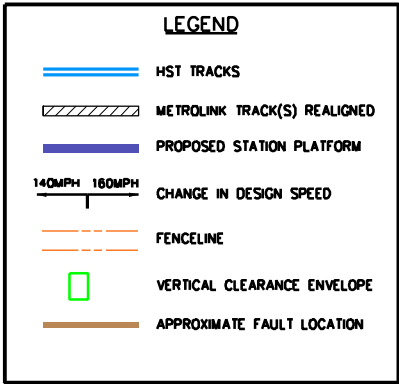 LEGEND
HST TRACKS
METROLINK TRACK(S) REALIGNED
PROPOSED STATION PLATFORM
140MPH 160MPH CHANGE IN DESIGN SPEED
FENCELINE
VERTICAL CLEARANCE ENVELOPE
APPROXIMATE FAULT LOCATION